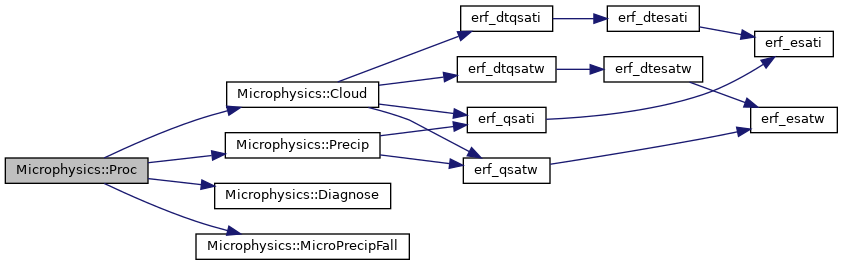 Microphysics::Proc
Microphysics::Cloud
Microphysics::Precip
Microphysics::Diagnose
Microphysics::MicroPrecipFall
erf_dtqsati
erf_dtqsatw
erf_qsati
erf_qsatw
erf_dtesati
erf_dtesatw
erf_esati
erf_esatw